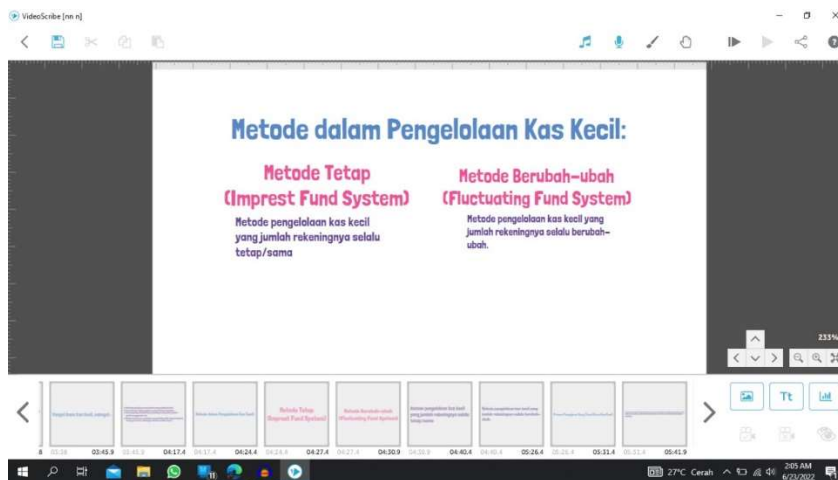 VideoScribe [nn n]
Metode dalam Pengelolaan Kas Kecil:
Metode Tetap
(Imprest Fund System)
Metode pengelolaan kas kecil
yang jumlah rekeningnya selalu
tetap/sama
Metode Berubah-ubah
(Fluctuating Fund System)
Metode pengelolaan kas kecil yang
jumlah rekeningnya selalu berubah-
ubah.
233%
Tt
Metode Tetap
(Imprest Fund System)
Metode Berubah-ubah
(Fluctuating Fund System)
03:45.9
04:17.4
04:24.4
04:27.4
04:30.9
04:40.4
05:26.4
05:31.4
05:41.9
27°C Cerah
2:05 AM
6/23/2022